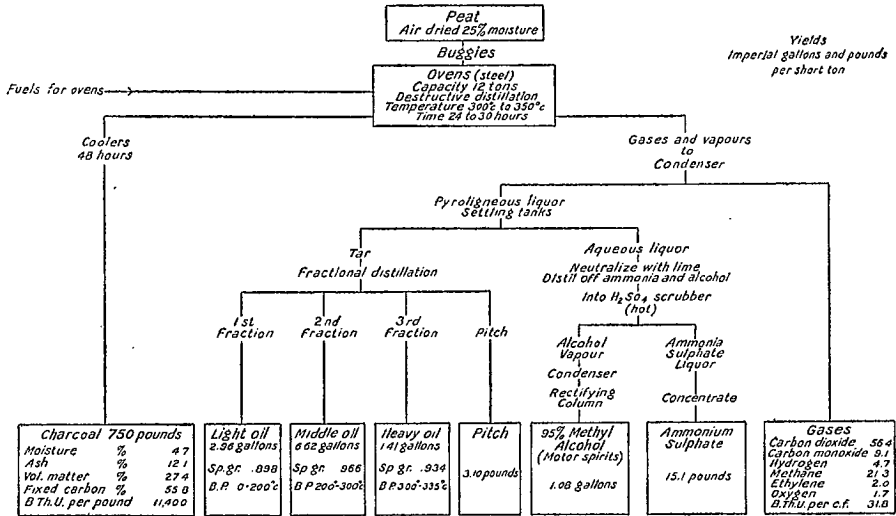 Peat
Air dried 25% moisture
Yields
Imperial gallons and pounds
per short ton
Buggies
Fuels for ovens
Ovens (steel)
Capacity 12 tons
Destructive distillation
Temperature 300°c to 350°c
Time 24 to 30 hours
Coolers
48 hours
Gases and vapours
to
Condenser
Pyroligneous liquor
Settling tanks
Tar
Fractional distillation
Aqueous liquor
Neutralize with lime
Distil off ammonia and alcohol
Into H₂So₄ scrubber
(hot)
1st
Fraction
2nd
Fraction
3rd
Fraction
Pitch
Alcohol
Vapour
Condenser
Rectifying
Column
Ammonia
Sulphate
Liquor
Concentrate
Charcoal 750 pounds
Moisture % 4.7
Ash % 12.1
Vol. matter % 27.4
Fixed carbon % 55.8
B.Th.U. per pound 11,400
Light oil
2.96 gallons
Sp.gr. .898
B.P. 0-200°c
Middle oil
6.62 gallons
Sp.gr. .966
B.P. 200°-300°c
Heavy oil
1.41 gallons
Sp.gr. .934
B.P. 300°-335°c
Pitch
3.10 pounds
95% Methyl
Alcohol
(Motor spirits)
1.08 gallons
Ammonium
Sulphate
15.1 pounds
Gases
Carbon dioxide 56.4
Carbon monoxide 9.1
Hydrogen 4.7
Methane 21.3
Ethylene 2.0
Oxygen 1.7
B.Th.U. per c.f.